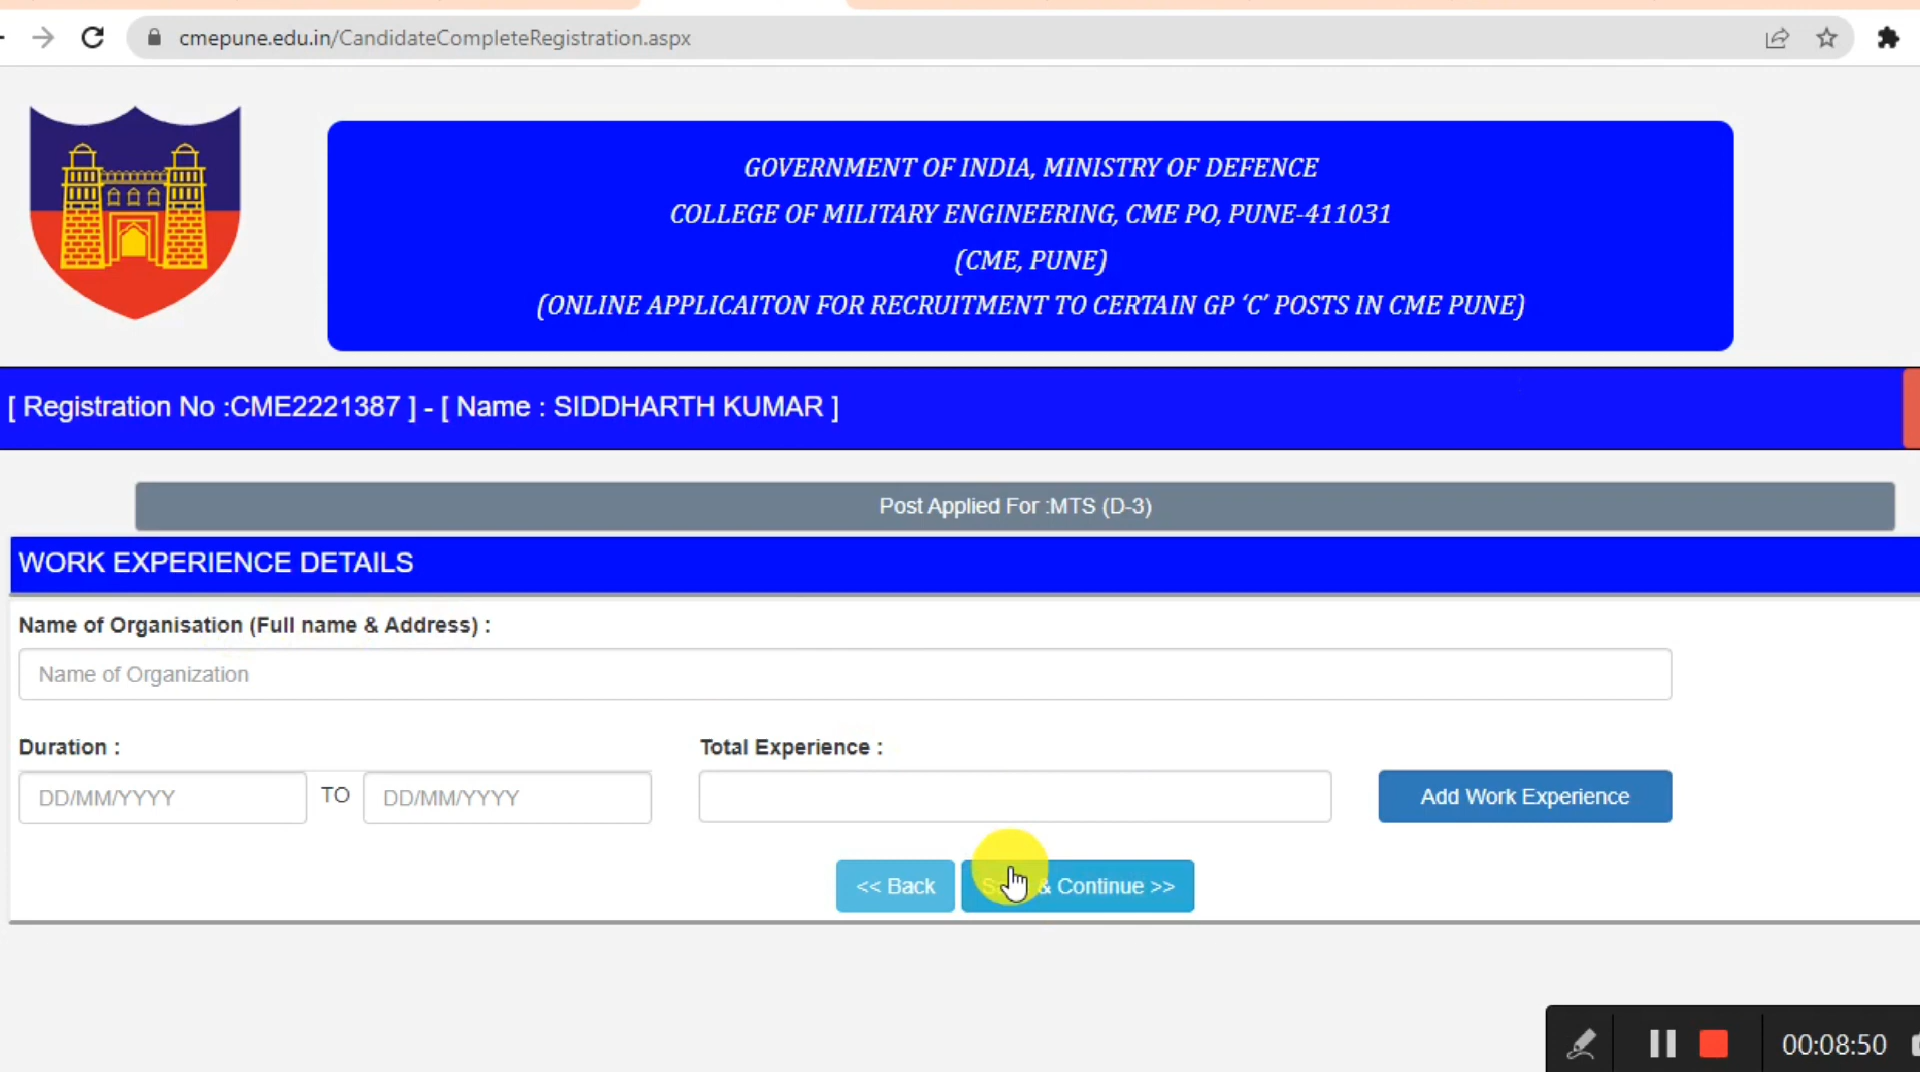 cmepune.edu.in/CandidateCompleteRegistration.aspx
GOVERNMENT OF INDIA, MINISTRY OF DEFENCE
COLLEGE OF MILITARY ENGINEERING, CME PO, PUNE-411031
(CME, PUNE)
(ONLINE APPLICAITON FOR RECRUITMENT TO CERTAIN GP ‘C’ POSTS IN CME PUNE)
[ Registration No :CME2221387 ] - [ Name : SIDDHARTH KUMAR ]
Post Applied For :MTS (D-3)
WORK EXPERIENCE DETAILS
Name of Organisation (Full name & Address) :
Name of Organization
Duration : Total Experience :
DD/MM/YYYY TO DD/MM/YYYY Add Work Experience
<< Back & Continue >>
00:08:50